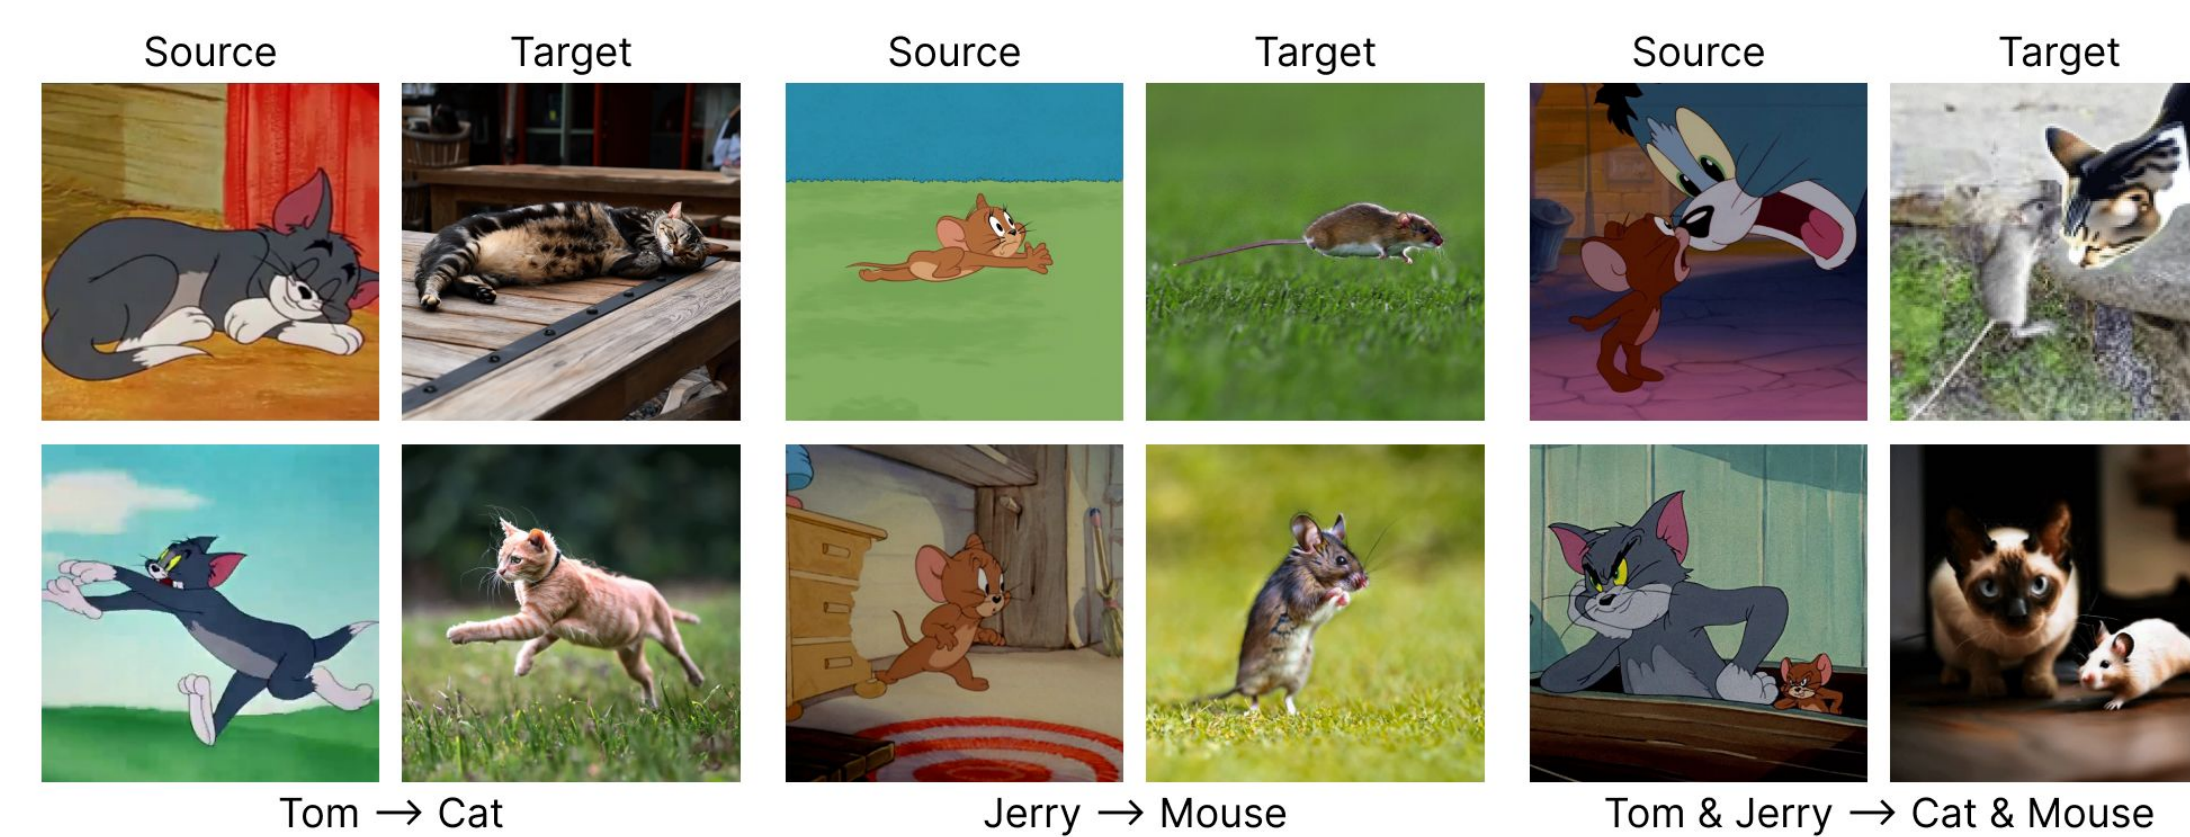 Source Target Source Target Source Target
Tom → Cat Jerry → Mouse Tom & Jerry → Cat & Mouse